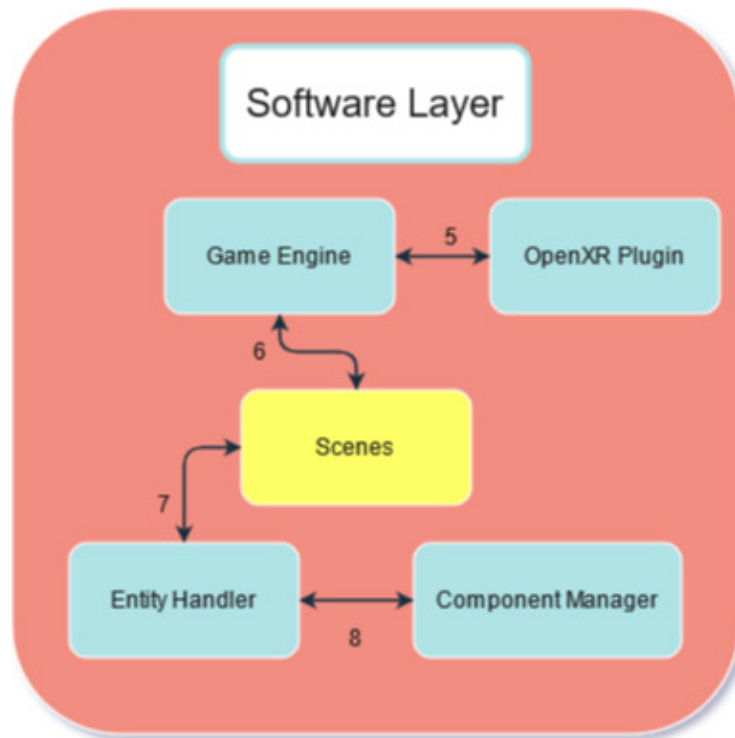 Software Layer
Game Engine
5
OpenXR Plugin
6
Scenes
7
Entity Handler
8
Component Manager